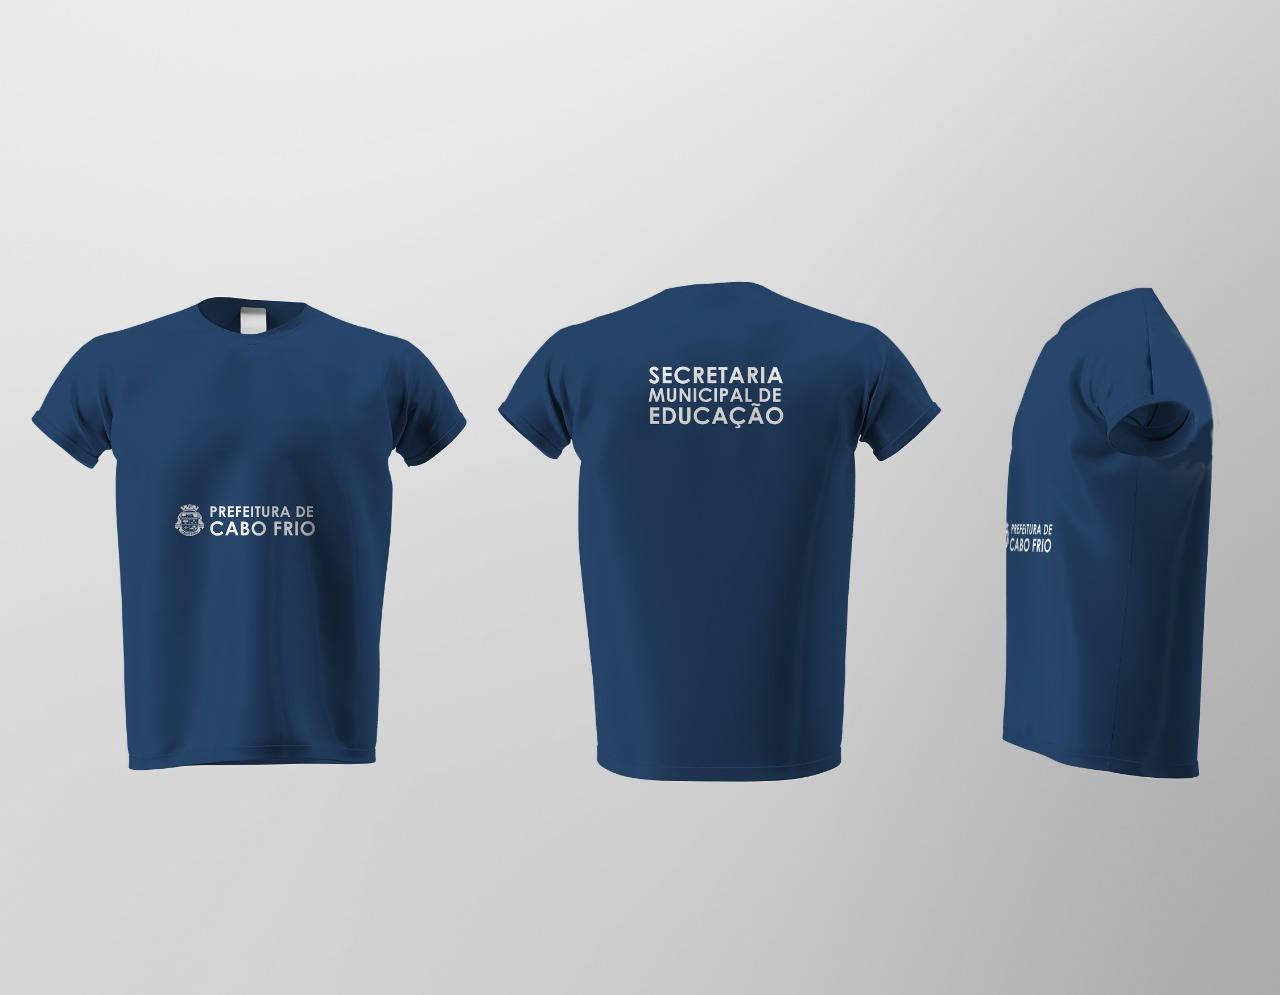 PREFEITURA DE
CABO FRIO
SECRETARIA
MUNICIPAL DE
EDUCAÇÃO
PREFEITURA DE
CABO FRIO